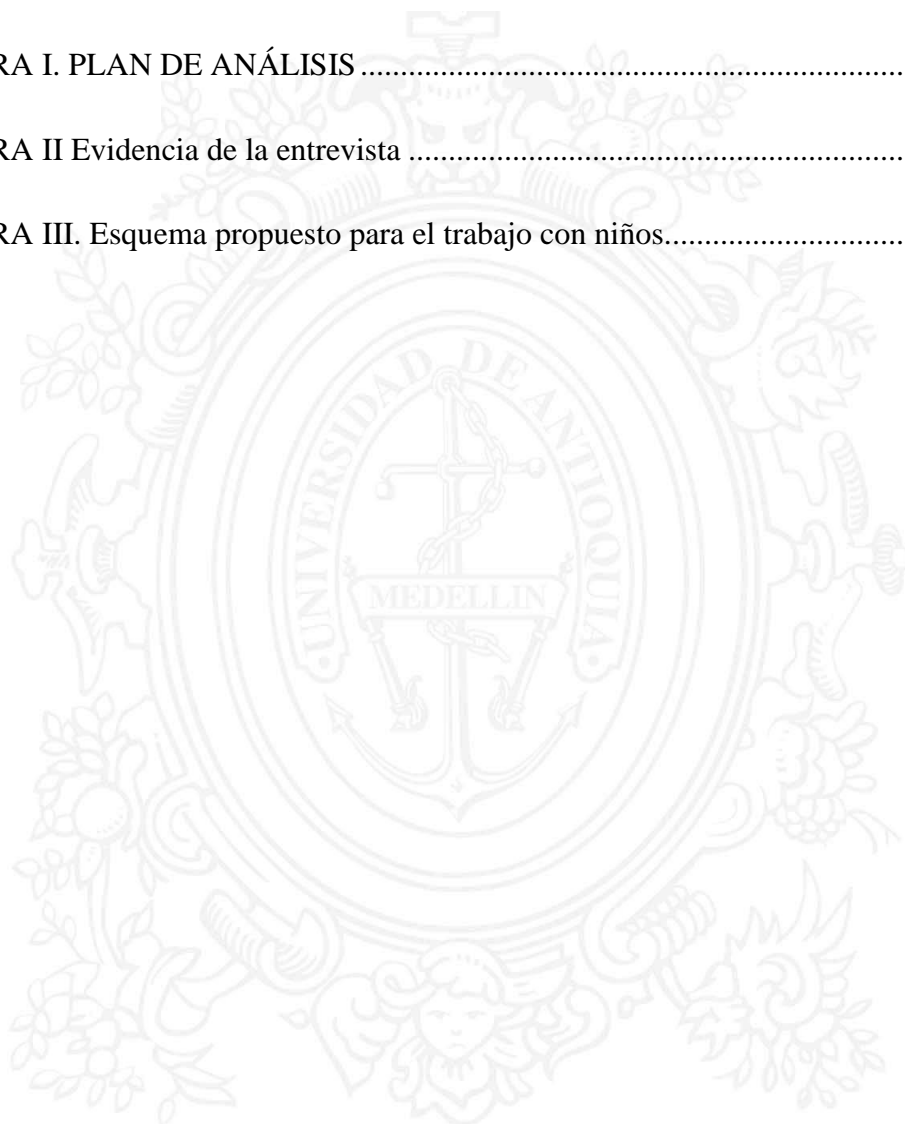 RA I. PLAN DE ANÁLISIS ....................................................................
RA II Evidencia de la entrevista ..............................................................
RA III. Esquema propuesto para el trabajo con niños..............................
UNIVERSIDAD DE ANTIOQUIA
MEDELLIN